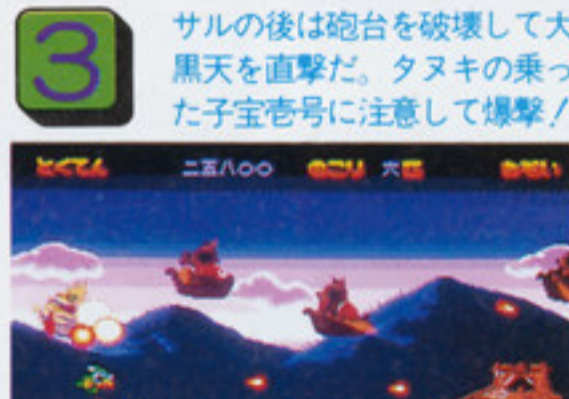 3
サルの後は砲台を破壊して大
黒天を直撃だ。タヌキの乗っ
た子宝壱号に注意して爆撃！
とくてん 二五八〇〇 のこり 六匹